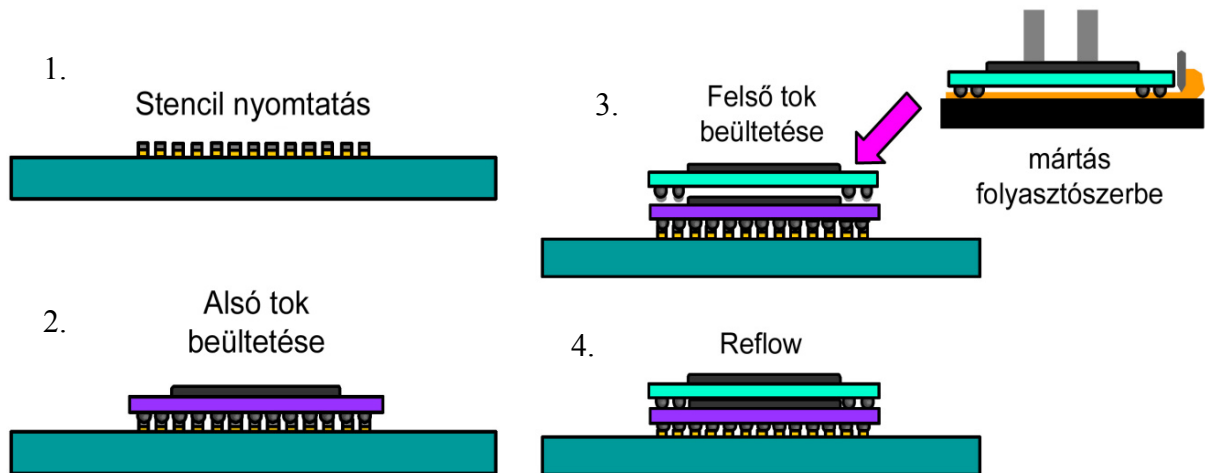 1.
Stencil nyomtatás
2.
Alsó tok
beültetése
3.
Felső tok
beültetése
mártás
folyasztószerbe
4.
Reflow